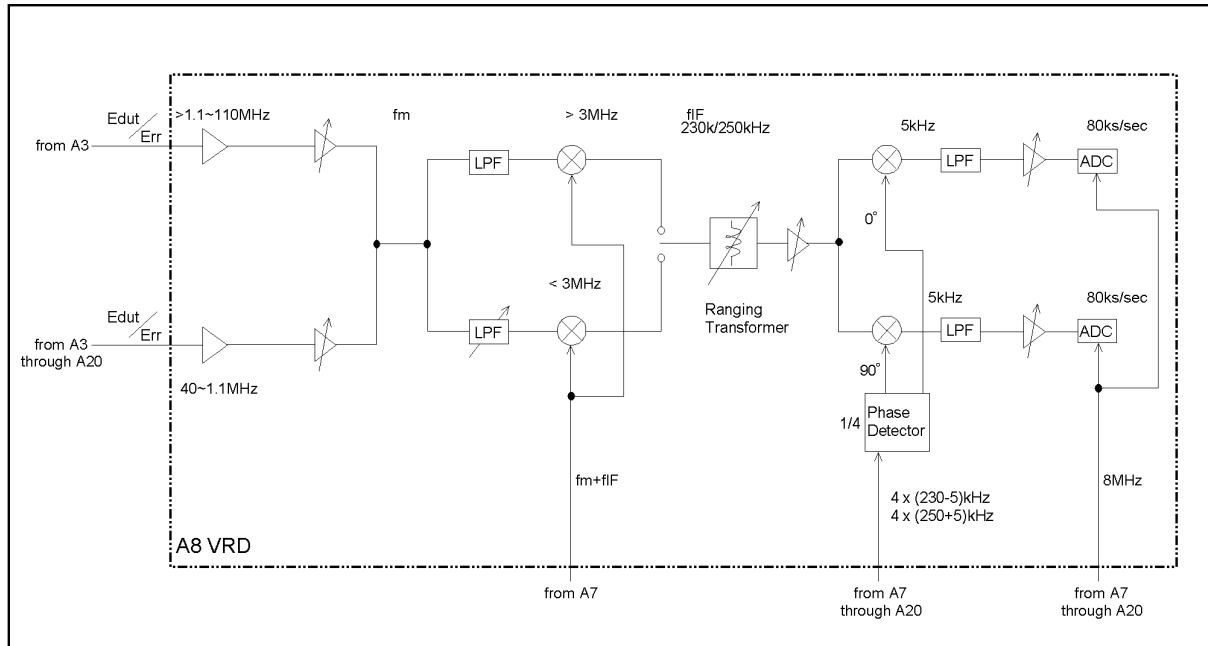 Edut
Err
>1.1~110MHz
from A3
fm
> 3MHz
fIF
230k/250kHz
5kHz
80ks/sec
LPF
LPF
ADC
0°
Ranging
Transformer
< 3MHz
5kHz
80ks/sec
Edut
Err
from A3
through A20
LPF
LPF
ADC
40~1.1MHz
90°
1/4
Phase
Detector
fm+fIF
4 x (230-5)kHz
4 x (250+5)kHz
8MHz
A8 VRD
from A7
from A7
through A20
from A7
through A20